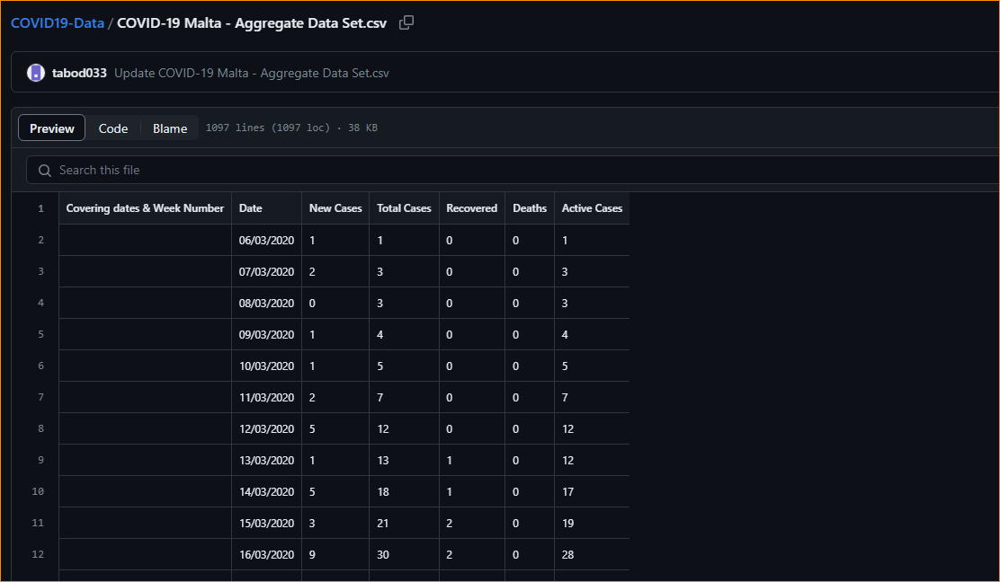 COVID19-Data / COVID-19 Malta - Aggregate Data Set.csv
tabod033 Update COVID-19 Malta - Aggregate Data Set.csv
Preview Code Blame 1097 lines (1097 loc) · 38 KB
Search this file
1 Covering dates & Week Number Date New Cases Total Cases Recovered Deaths Active Cases
2 06/03/2020 1 1 0 0 1
3 07/03/2020 2 3 0 0 3
4 08/03/2020 0 3 0 0 3
5 09/03/2020 1 4 0 0 4
6 10/03/2020 1 5 0 0 5
7 11/03/2020 2 7 0 0 7
8 12/03/2020 5 12 0 0 12
9 13/03/2020 1 13 1 0 12
10 14/03/2020 5 18 1 0 17
11 15/03/2020 3 21 2 0 19
12 16/03/2020 9 30 2 0 28